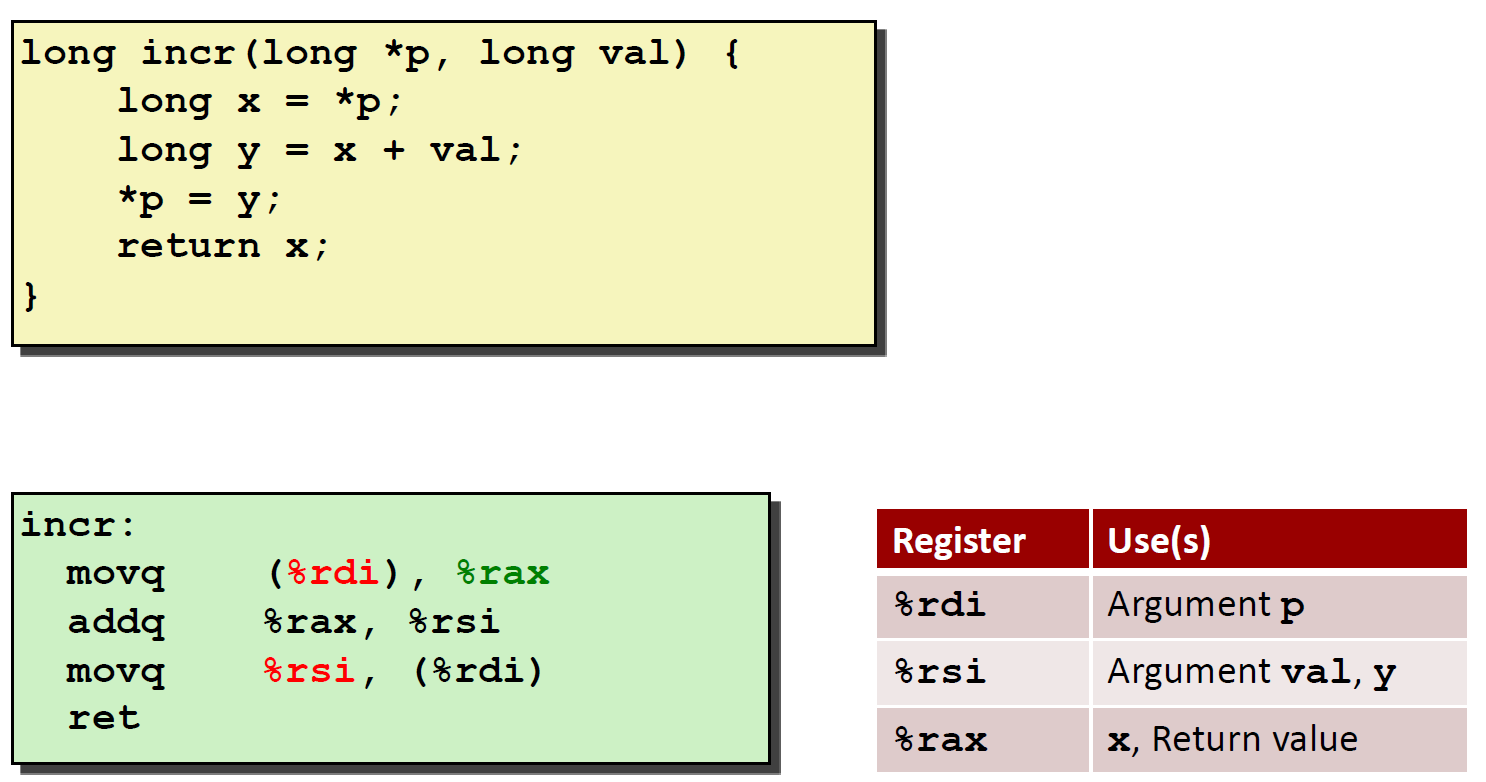 long incr(long *p, long val) {
    long x = *p;
    long y = x + val;
    *p = y;
    return x;
}
incr:
  movq    (%rdi), %rax
  addq    %rax, %rsi
  movq    %rsi, (%rdi)
  ret
Register Use(s)
%rdi Argument p
%rsi Argument val, y
%rax x, Return value